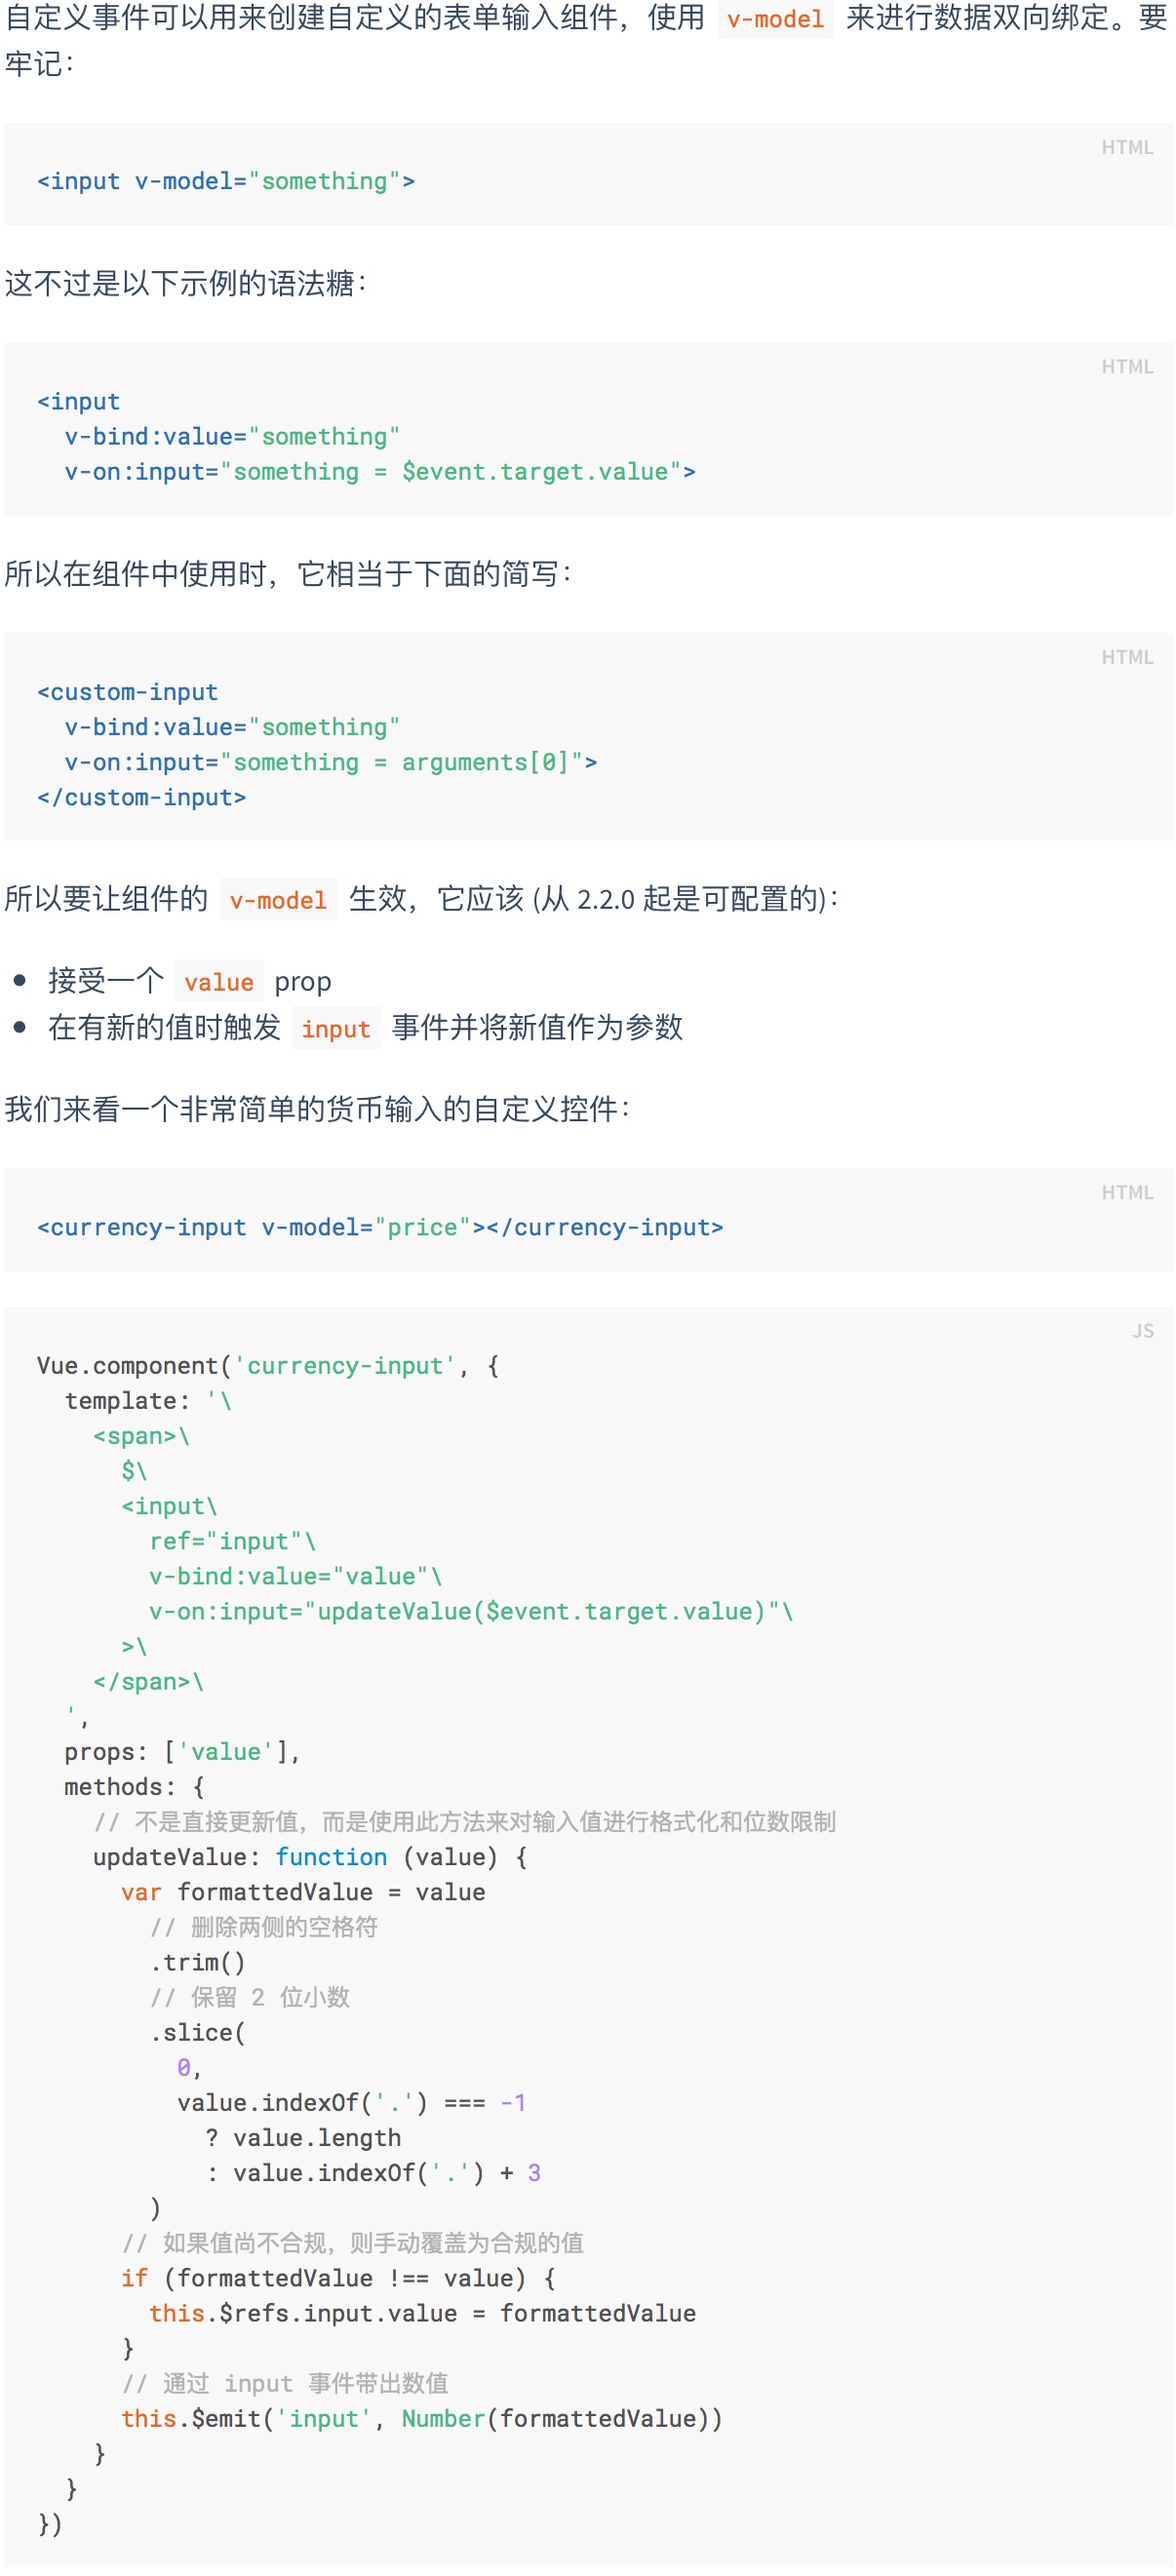 自定义事件可以用来创建自定义的表单输入组件，使用 v-model 来进行数据双向绑定。要
牢记：
HTML
<input v-model="something">
这不过是以下示例的语法糖：
HTML
<input
  v-bind:value="something"
  v-on:input="something = $event.target.value">
所以在组件中使用时，它相当于下面的简写：
HTML
<custom-input
  v-bind:value="something"
  v-on:input="something = arguments[0]">
</custom-input>
所以要让组件的 v-model 生效，它应该 (从 2.2.0 起是可配置的)：
• 接受一个 value prop
• 在有新的值时触发 input 事件并将新值作为参数
我们来看一个非常简单的货币输入的自定义控件：
HTML
<currency-input v-model="price"></currency-input>
JS
Vue.component('currency-input', {
  template: '\
    <span>\
      $\
      <input\
        ref="input"\
        v-bind:value="value"\
        v-on:input="updateValue($event.target.value)"\
      >\
    </span>\
  ',
  props: ['value'],
  methods: {
    // 不是直接更新值，而是使用此方法来对输入值进行格式化和位数限制
    updateValue: function (value) {
      var formattedValue = value
        // 删除两侧的空格符
        .trim()
        // 保留 2 位小数
        .slice(
          0,
          value.indexOf('.') === -1
            ? value.length
            : value.indexOf('.') + 3
        )
      // 如果值尚不合规，则手动覆盖为合规的值
      if (formattedValue !== value) {
        this.$refs.input.value = formattedValue
      }
      // 通过 input 事件带出数值
      this.$emit('input', Number(formattedValue))
    }
  }
})